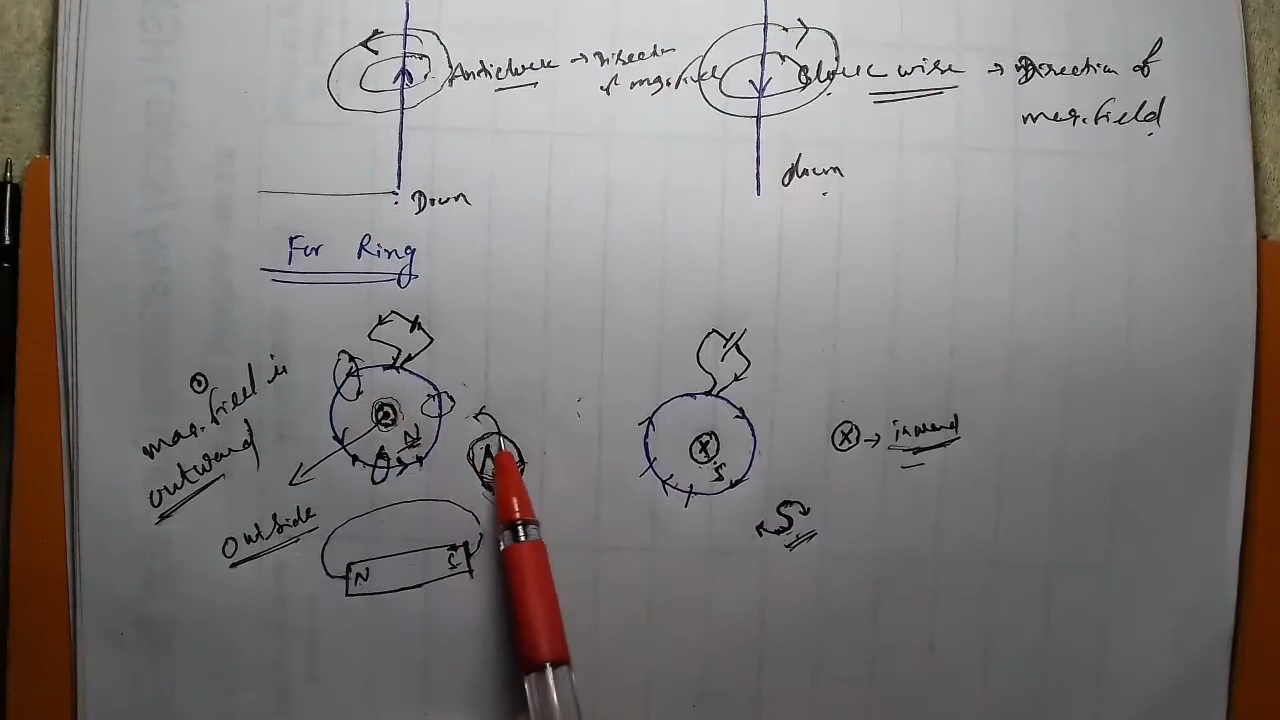 Anticlock → Direction
of mag. field
Clock wise → Direction of
mag. field
Down
down
For Ring
mag. field is
outward
outside
N
N
S
N
S
S
→ inward